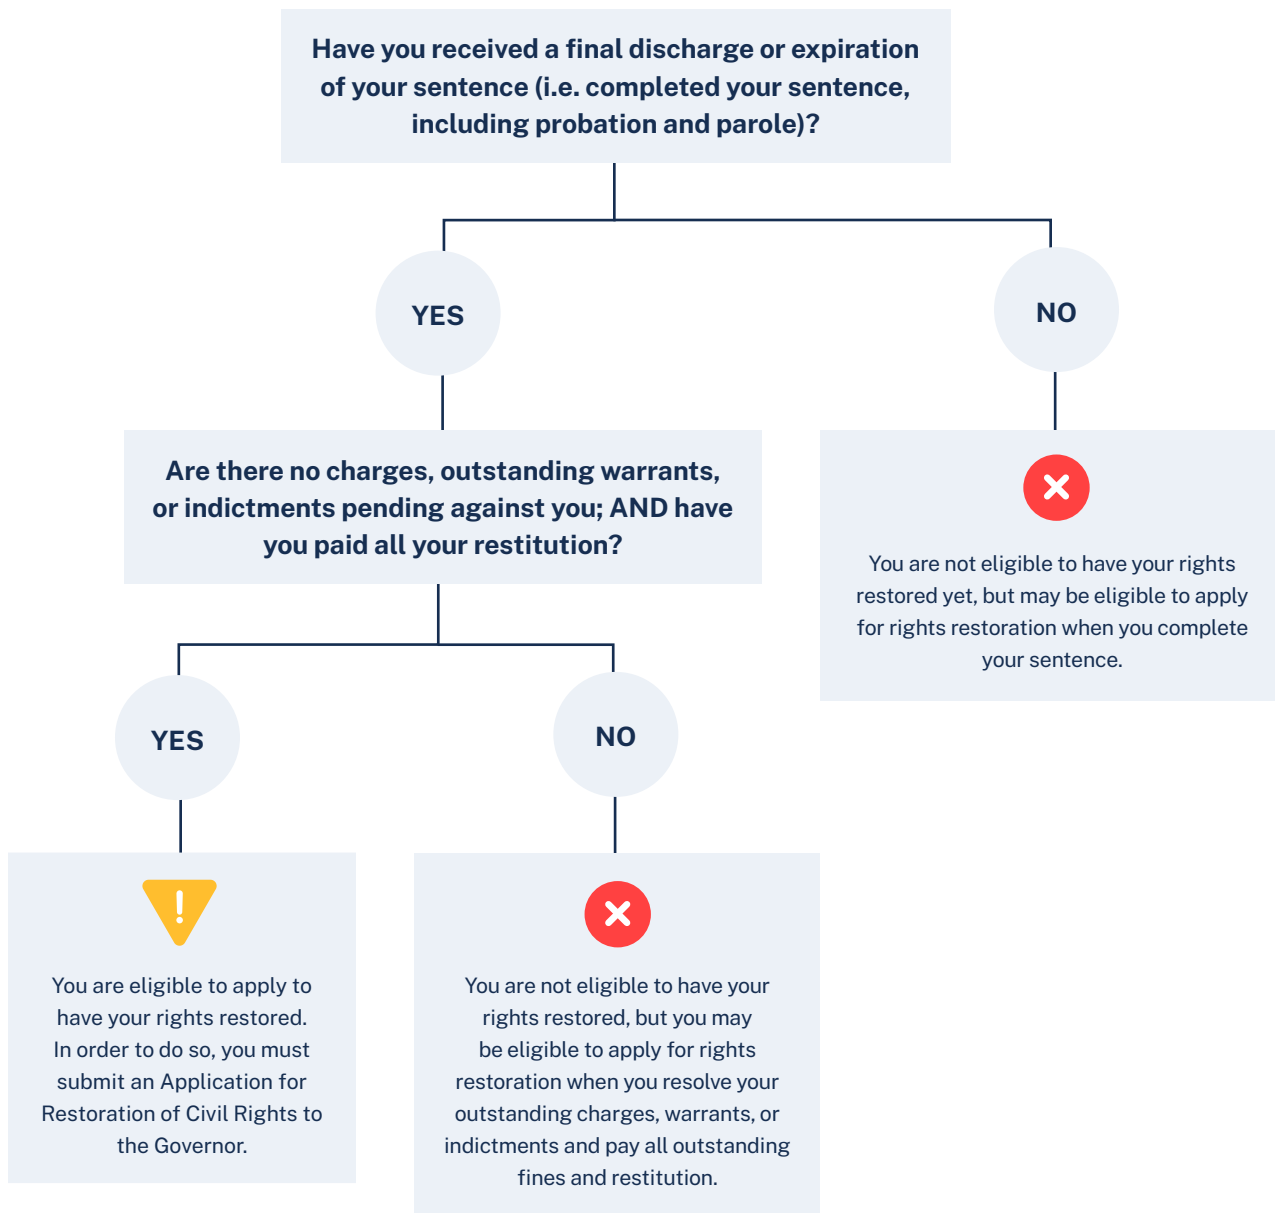 Have you received a final discharge or expiration
of your sentence (i.e. completed your sentence,
including probation and parole)?
YES
NO
Are there no charges, outstanding warrants,
or indictments pending against you; AND have
you paid all your restitution?
You are not eligible to have your rights
restored yet, but may be eligible to apply
for rights restoration when you complete
your sentence.
YES
NO
!
You are eligible to apply to
have your rights restored.
In order to do so, you must
submit an Application for
Restoration of Civil Rights to
the Governor.
You are not eligible to have your
rights restored, but you may
be eligible to apply for rights
restoration when you resolve your
outstanding charges, warrants, or
indictments and pay all outstanding
fines and restitution.